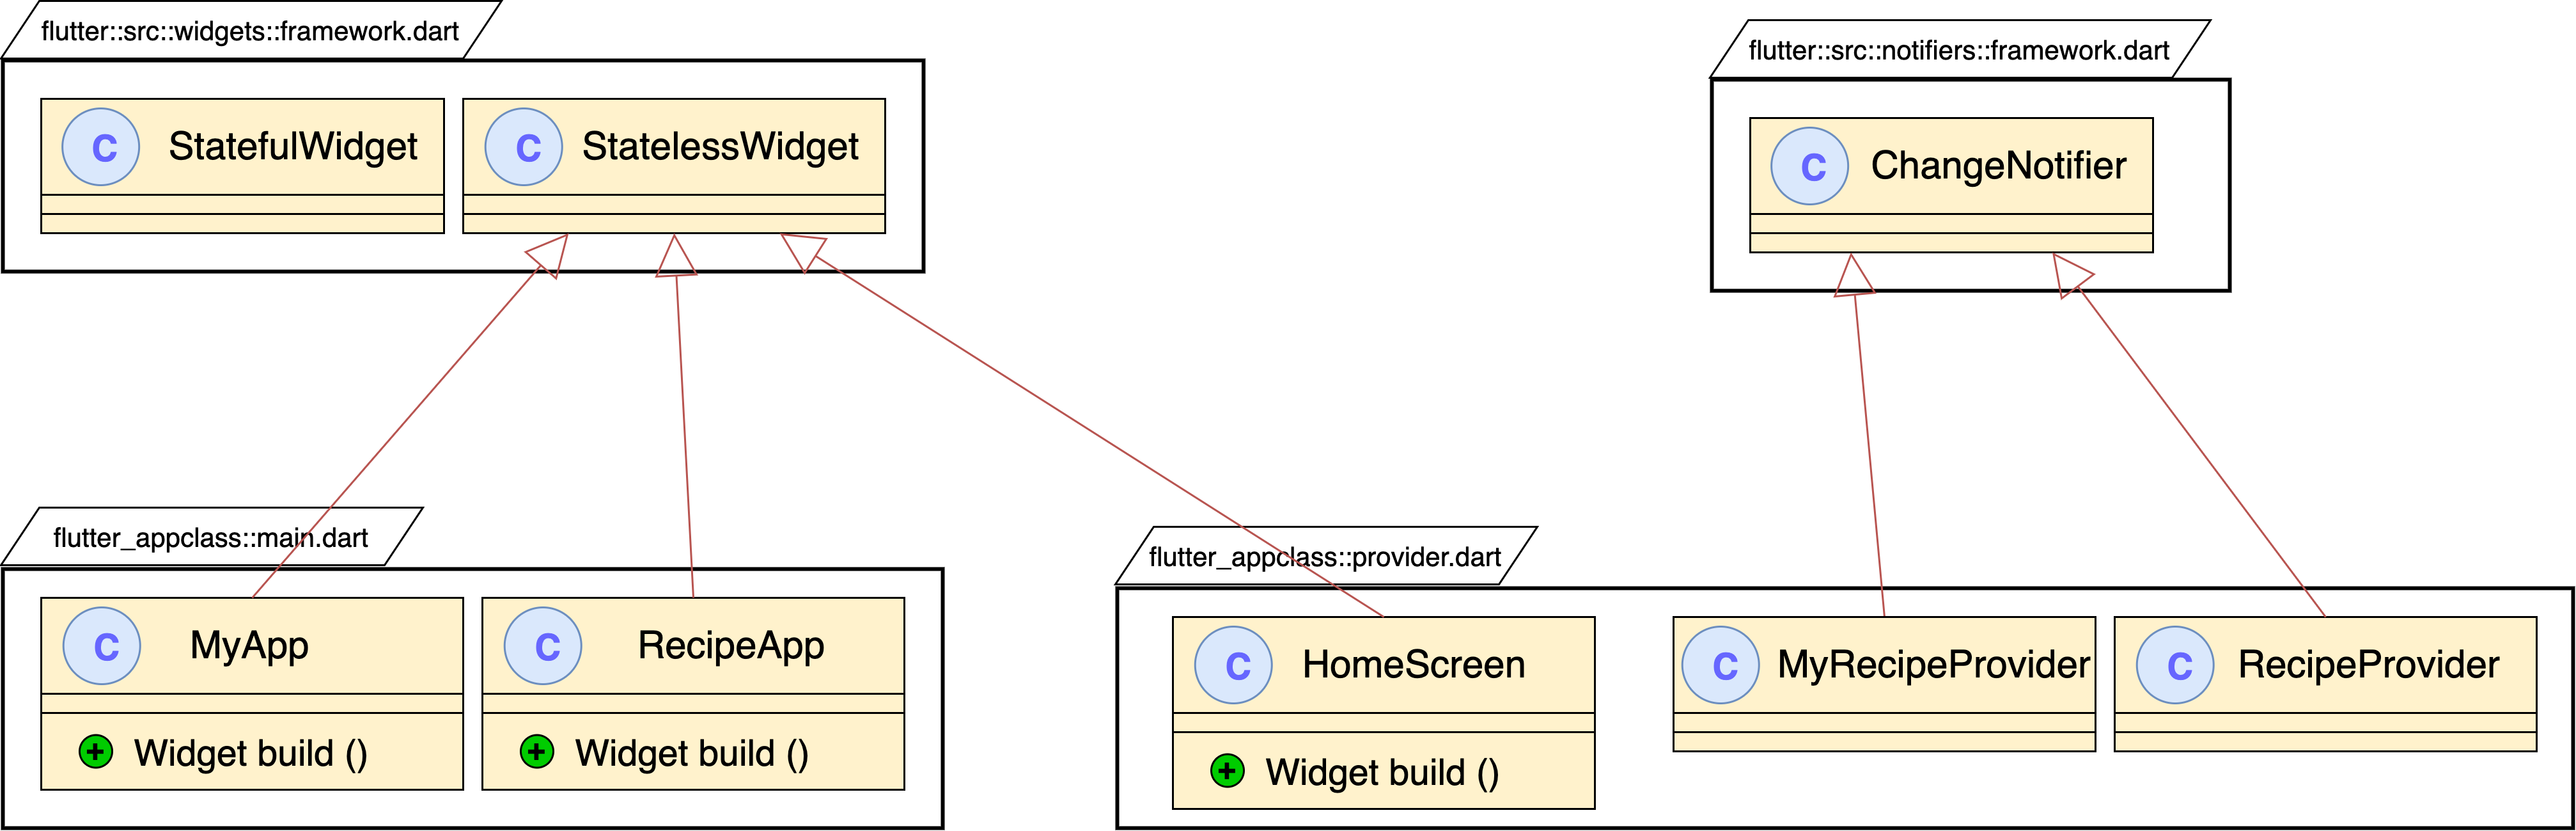 flutter::src::widgets::framework.dart
C StatefulWidget
C StatelessWidget
flutter::src::notifiers::framework.dart
C ChangeNotifier
flutter_appclass::main.dart
C MyApp
+ Widget build ()
C RecipeApp
+ Widget build ()
flutter_appclass::provider.dart
C HomeScreen
+ Widget build ()
C MyRecipeProvider
C RecipeProvider